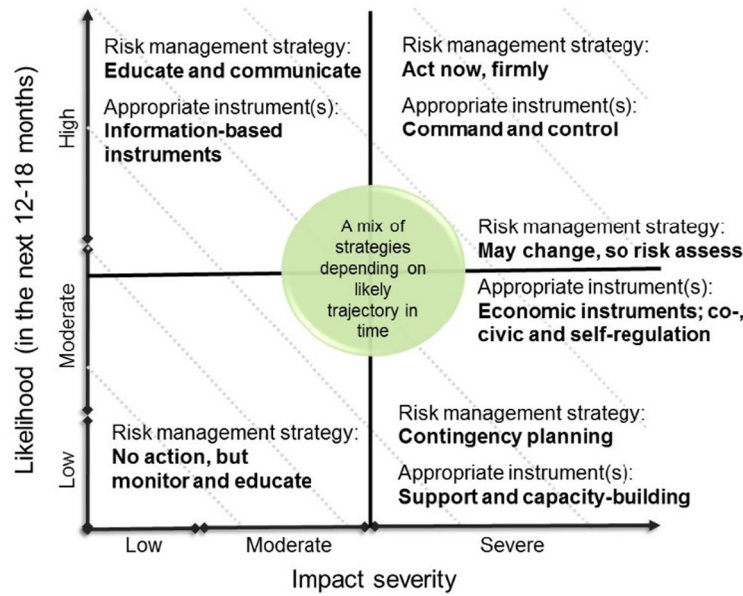 Likelihood (in the next 12-18 months)
High
Moderate
Low
Risk management strategy:
Educate and communicate
Appropriate instrument(s):
Information-based
instruments
Risk management strategy:
Act now, firmly
Appropriate instrument(s):
Command and control
A mix of
strategies
depending on
likely
trajectory in
time
Risk management strategy:
May change, so risk assess
Appropriate instrument(s):
Economic instruments; co-,
civic and self-regulation
Risk management strategy:
No action, but
monitor and educate
Risk management strategy:
Contingency planning
Appropriate instrument(s):
Support and capacity-building
Low
Moderate
Severe
Impact severity